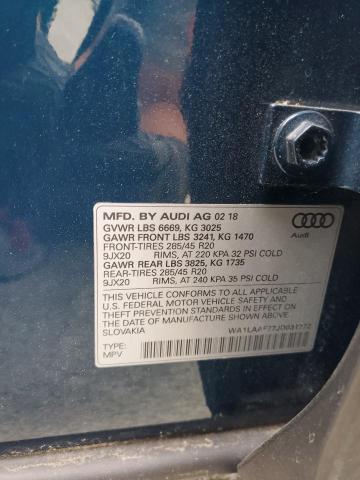 MFD. BY AUDI AG 02 18
GVWR LBS 6669, KG 3025
GAWR FRONT LBS 3241, KG 1470
FRONT-TIRES 285/45 R20
9JX20 RIMS, AT 220 KPA 32 PSI COLD
GAWR REAR LBS 3825, KG 1735
REAR-TIRES 285/45 R20
9JX20 RIMS, AT 240 KPA 35 PSI COLD
Audi
THIS VEHICLE CONFORMS TO ALL APPLICABLE
U.S. FEDERAL MOTOR VEHICLE SAFETY AND
THEFT PREVENTION STANDARDS IN EFFECT ON
THE DATE OF MANUFACTURE SHOWN ABOVE.
SLOVAKIA
TYPE:
MPV